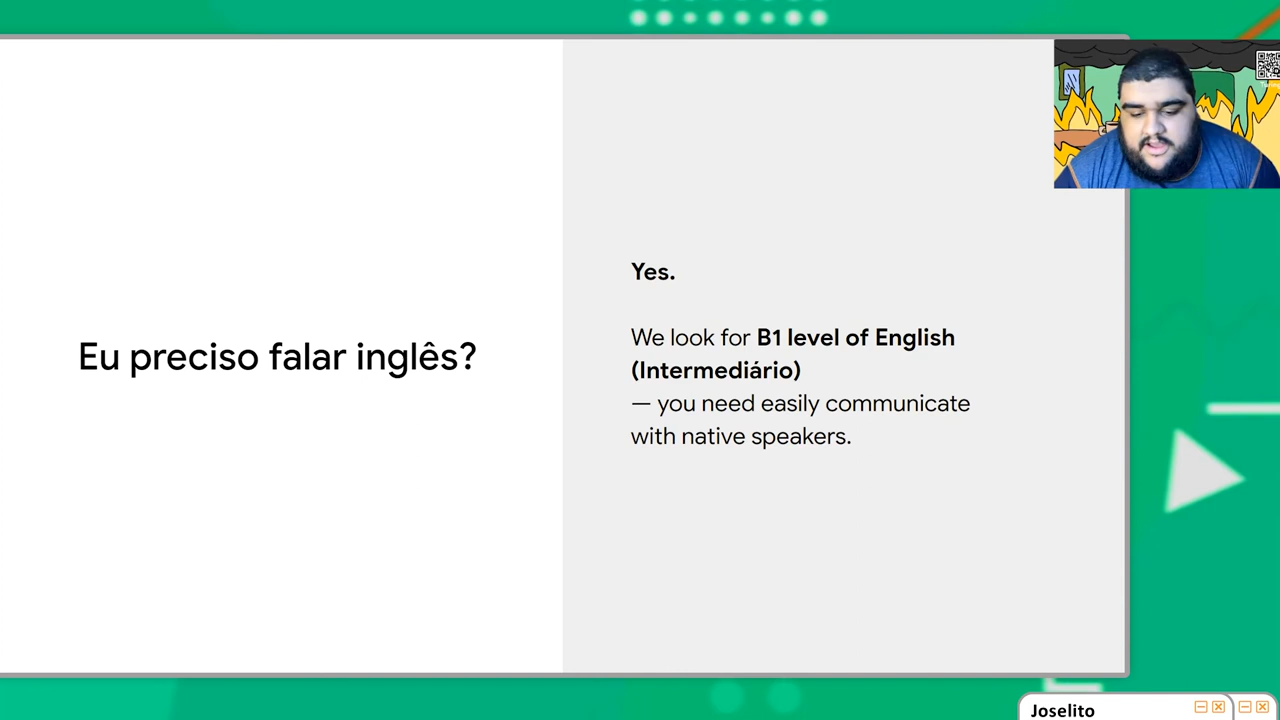 Eu preciso falar inglês?
Yes.
We look for B1 level of English
(Intermediário)
— you need easily communicate
with native speakers.
Joselito